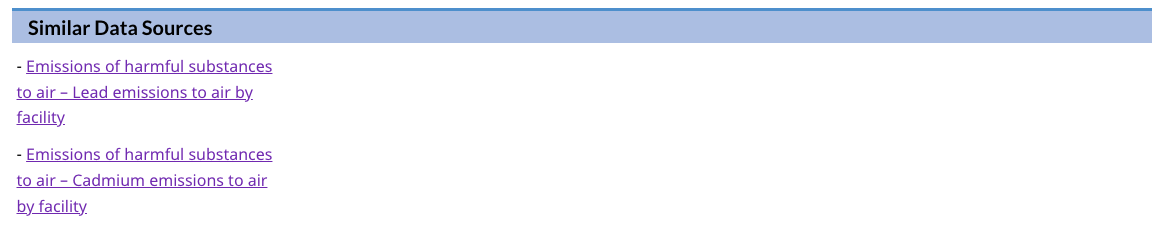 Similar Data Sources
- Emissions of harmful substances
to air – Lead emissions to air by
facility
- Emissions of harmful substances
to air – Cadmium emissions to air
by facility